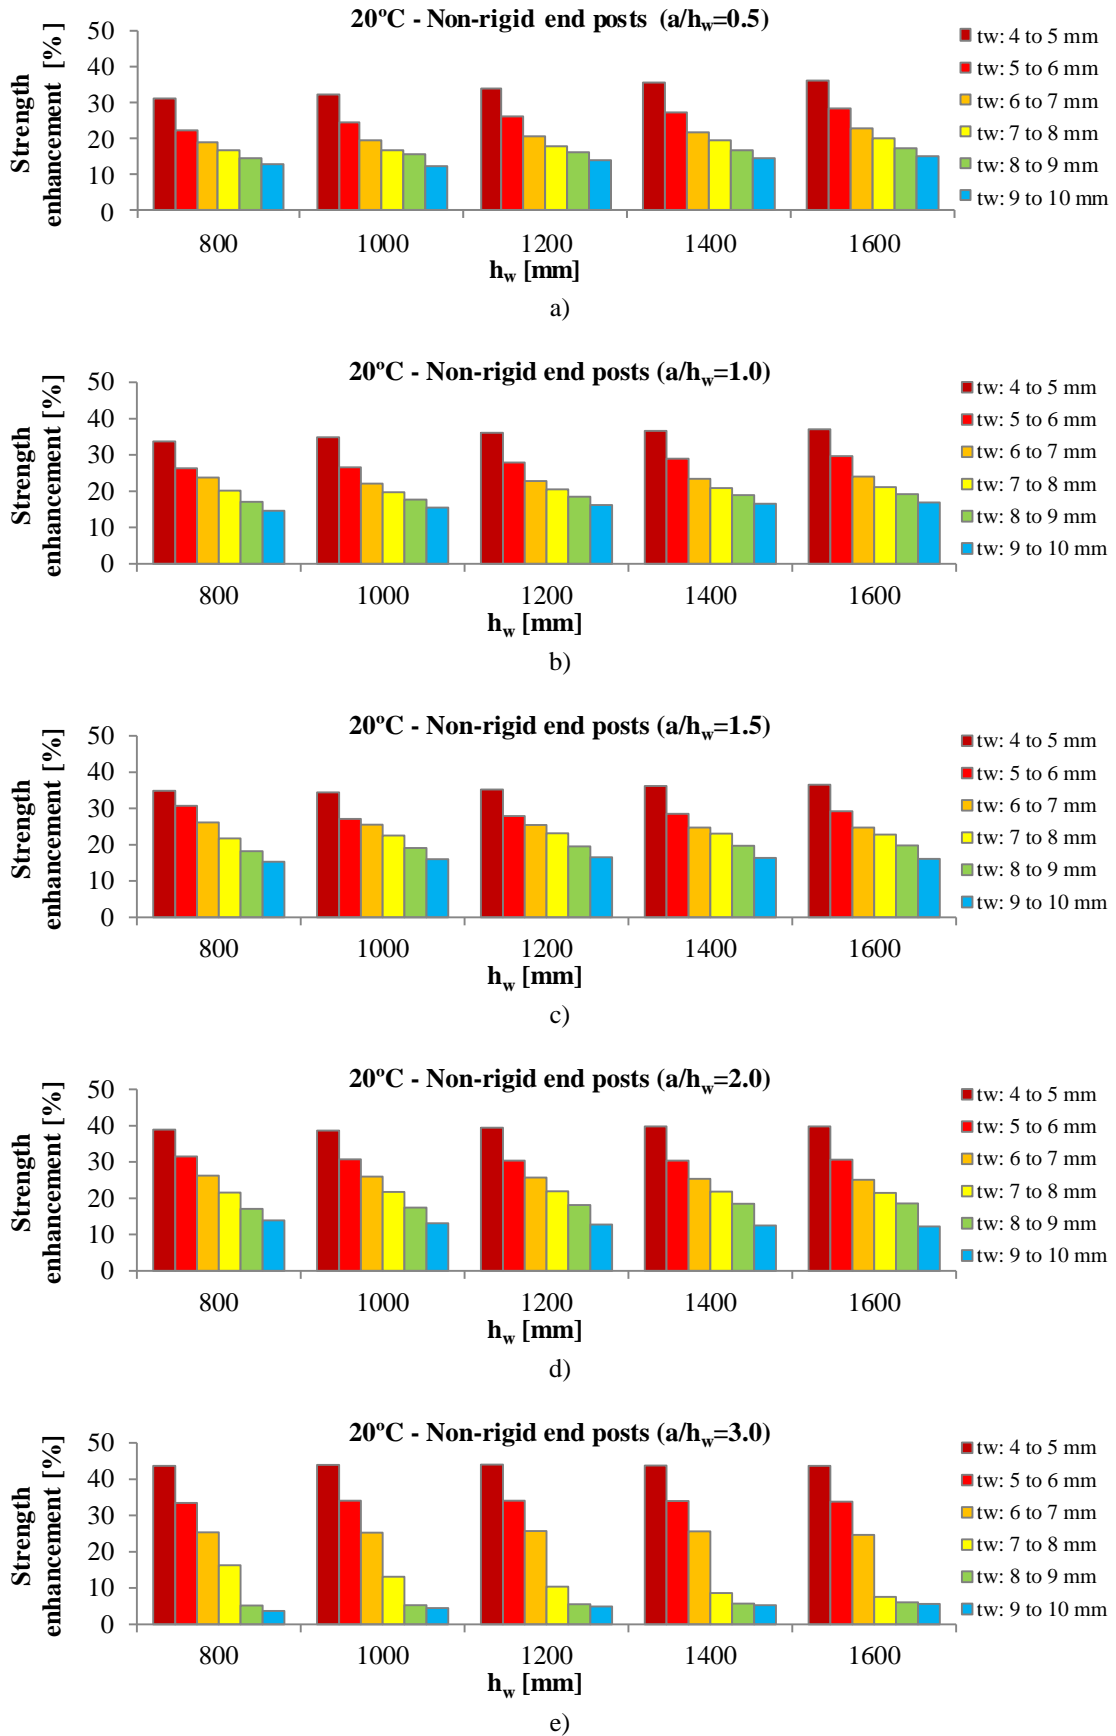 20ºC - Non-rigid end posts (a/hw=0.5)
Strength
enhancement [%]
50
40
30
20
10
0
800 1000 1200 1400 1600
hw [mm]
tw: 4 to 5 mm
tw: 5 to 6 mm
tw: 6 to 7 mm
tw: 7 to 8 mm
tw: 8 to 9 mm
tw: 9 to 10 mm
a)
20ºC - Non-rigid end posts (a/hw=1.0)
Strength
enhancement [%]
50
40
30
20
10
0
800 1000 1200 1400 1600
hw [mm]
tw: 4 to 5 mm
tw: 5 to 6 mm
tw: 6 to 7 mm
tw: 7 to 8 mm
tw: 8 to 9 mm
tw: 9 to 10 mm
b)
20ºC - Non-rigid end posts (a/hw=1.5)
Strength
enhancement [%]
50
40
30
20
10
0
800 1000 1200 1400 1600
hw [mm]
tw: 4 to 5 mm
tw: 5 to 6 mm
tw: 6 to 7 mm
tw: 7 to 8 mm
tw: 8 to 9 mm
tw: 9 to 10 mm
c)
20ºC - Non-rigid end posts (a/hw=2.0)
Strength
enhancement [%]
50
40
30
20
10
0
800 1000 1200 1400 1600
hw [mm]
tw: 4 to 5 mm
tw: 5 to 6 mm
tw: 6 to 7 mm
tw: 7 to 8 mm
tw: 8 to 9 mm
tw: 9 to 10 mm
d)
20ºC - Non-rigid end posts (a/hw=3.0)
Strength
enhancement [%]
50
40
30
20
10
0
800 1000 1200 1400 1600
hw [mm]
tw: 4 to 5 mm
tw: 5 to 6 mm
tw: 6 to 7 mm
tw: 7 to 8 mm
tw: 8 to 9 mm
tw: 9 to 10 mm
e)